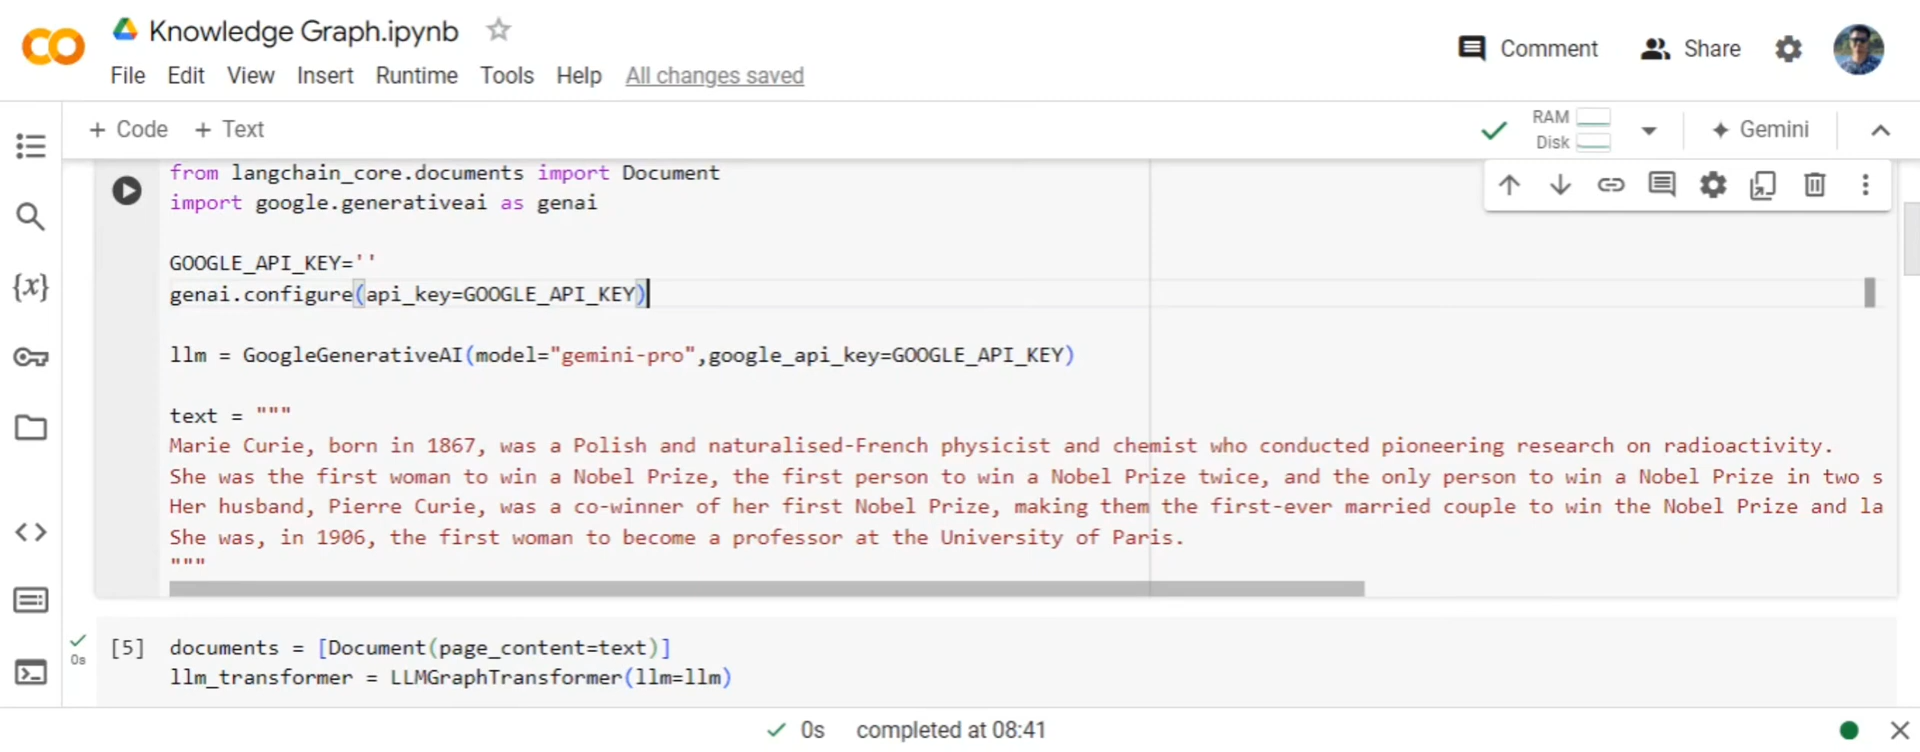 Knowledge Graph.ipynb
Comment
Share
File Edit View Insert Runtime Tools Help All changes saved
+ Code + Text
RAM
Disk
Gemini
from langchain_core.documents import Document
import google.generativeai as genai
GOOGLE_API_KEY=''
genai.configure(api_key=GOOGLE_API_KEY)
llm = GoogleGenerativeAI(model="gemini-pro",google_api_key=GOOGLE_API_KEY)
text = """
Marie Curie, born in 1867, was a Polish and naturalised-French physicist and chemist who conducted pioneering research on radioactivity.
She was the first woman to win a Nobel Prize, the first person to win a Nobel Prize twice, and the only person to win a Nobel Prize in two s
Her husband, Pierre Curie, was a co-winner of her first Nobel Prize, making them the first-ever married couple to win the Nobel Prize and la
She was, in 1906, the first woman to become a professor at the University of Paris.
"""
0s
[5] documents = [Document(page_content=text)]
llm_transformer = LLMGraphTransformer(llm=llm)
0s completed at 08:41